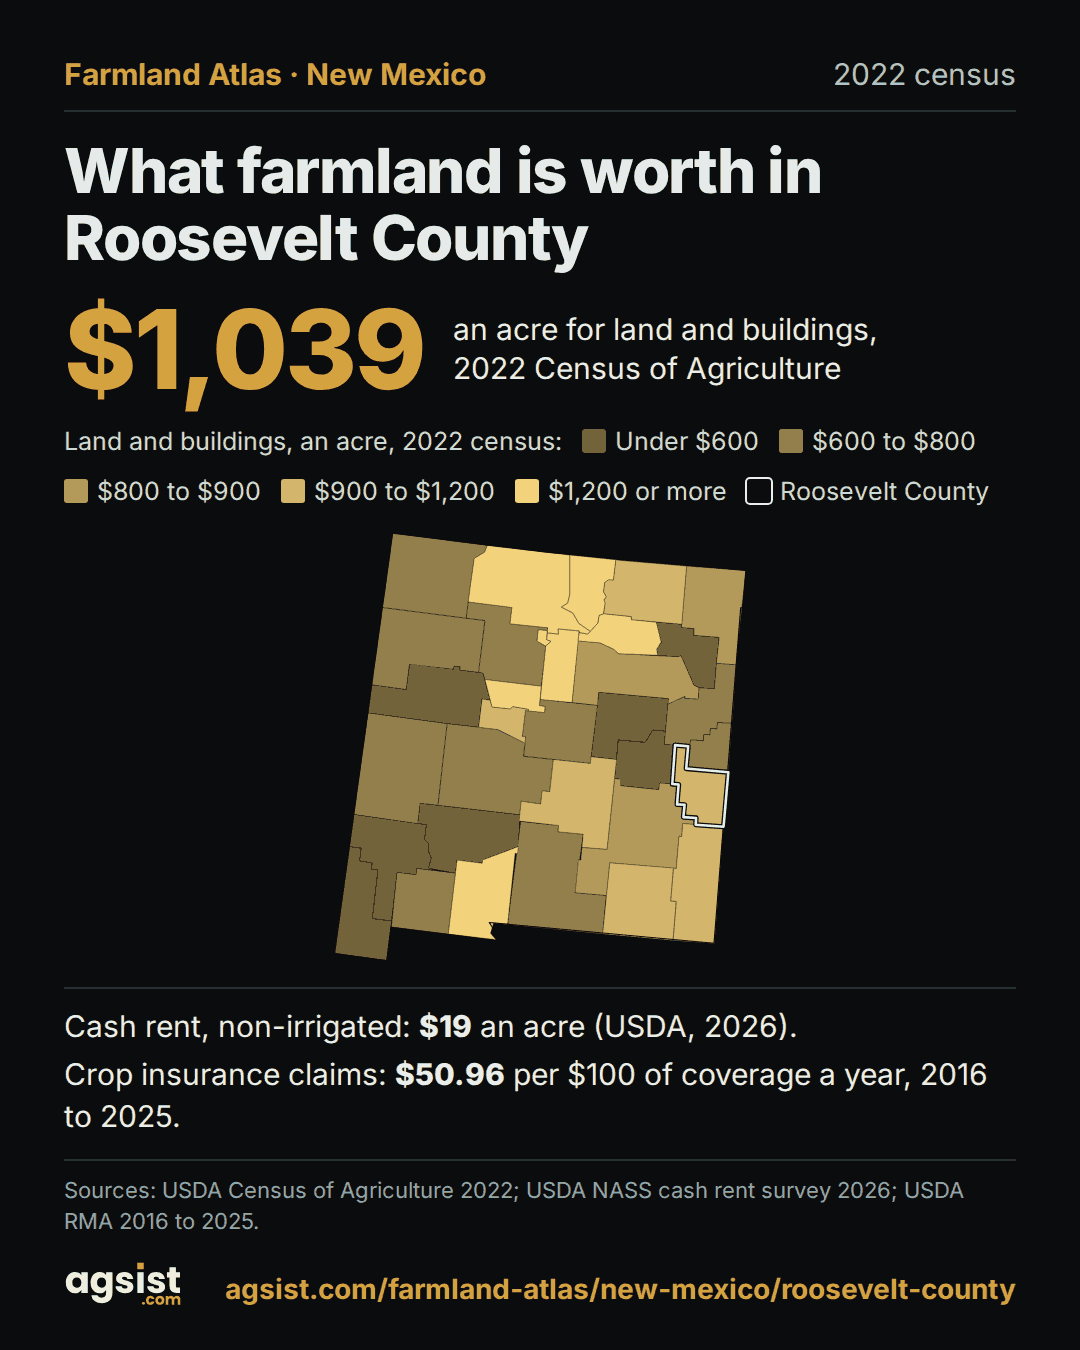 Farmland Atlas · New Mexico
2022 census
What farmland is worth in
Roosevelt County
$1,039
an acre for land and buildings,
2022 Census of Agriculture
Land and buildings, an acre, 2022 census: Under $600 $600 to $800
$800 to $900 $900 to $1,200 $1,200 or more Roosevelt County
Cash rent, non-irrigated: $19 an acre (USDA, 2026).
Crop insurance claims: $50.96 per $100 of coverage a year, 2016
to 2025.
Sources: USDA Census of Agriculture 2022; USDA NASS cash rent survey 2026; USDA
RMA 2016 to 2025.
agsist
.com
agsist.com/farmland-atlas/new-mexico/roosevelt-county